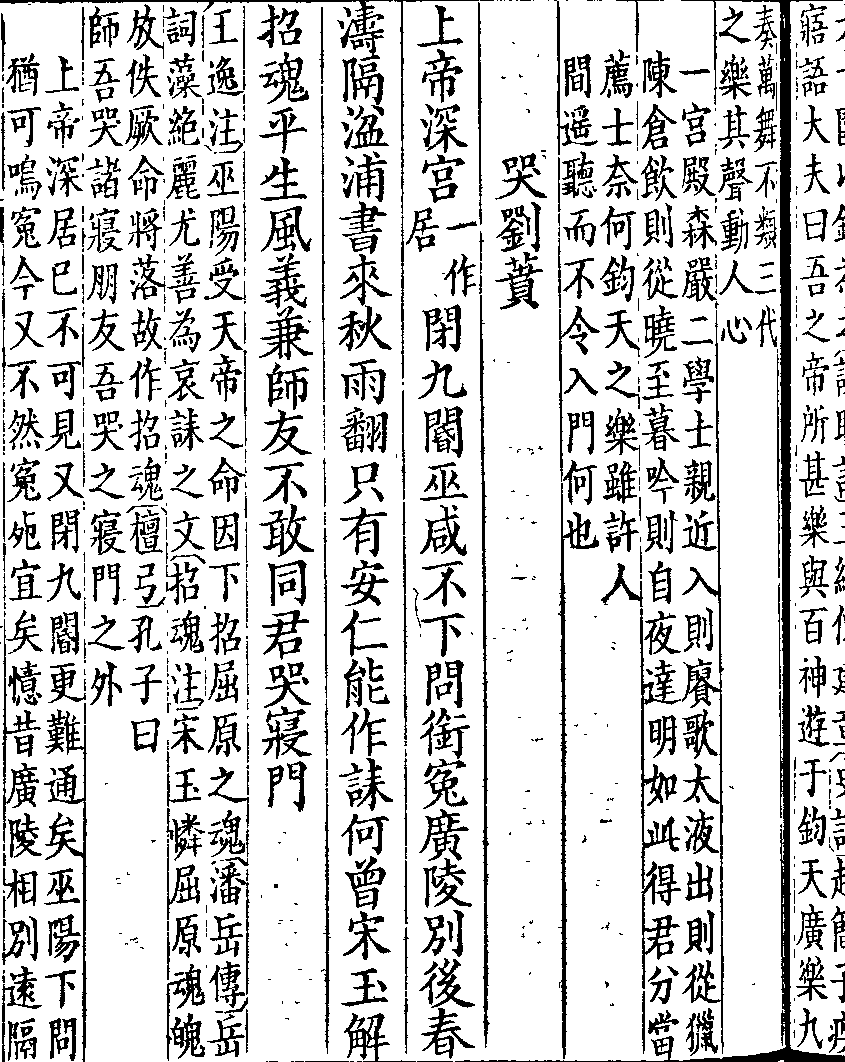 寤語大夫曰吾之帝所甚樂與百神遊于鈞天廣樂九
奏萬舞不類三代
之樂其聲動人心
一宮殿森嚴二學士親近入則賡歌太液出則從獵
陳倉飲則從曉至暮吟則自夜達明如此得君分當
薦士奈何鈞天之樂雖許人
間遥聽而不令入門何也
哭劉蕡
上帝深宮一作居閉九閽巫咸不下問銜寃廣陵別後春
濤隔湓浦書來秋雨翻只有安仁能作誄何曾宋玉解
招魂平生風義兼師友不敢同君哭寢門
王逸注巫陽受天帝之命因下招屈原之魂潘岳傳岳
詞藻絶麗尤善為哀誄之文招魂注宋玉憐屈原魂魄
放佚厥命將落故作招魂檀弓孔子曰
師吾哭諸寢朋友吾哭之寢門之外
上帝深居已不可見又閉九閽更難通矣巫陽下問
猶可鳴寃今又不然寃死宜矣憶昔廣陵相別遠隔